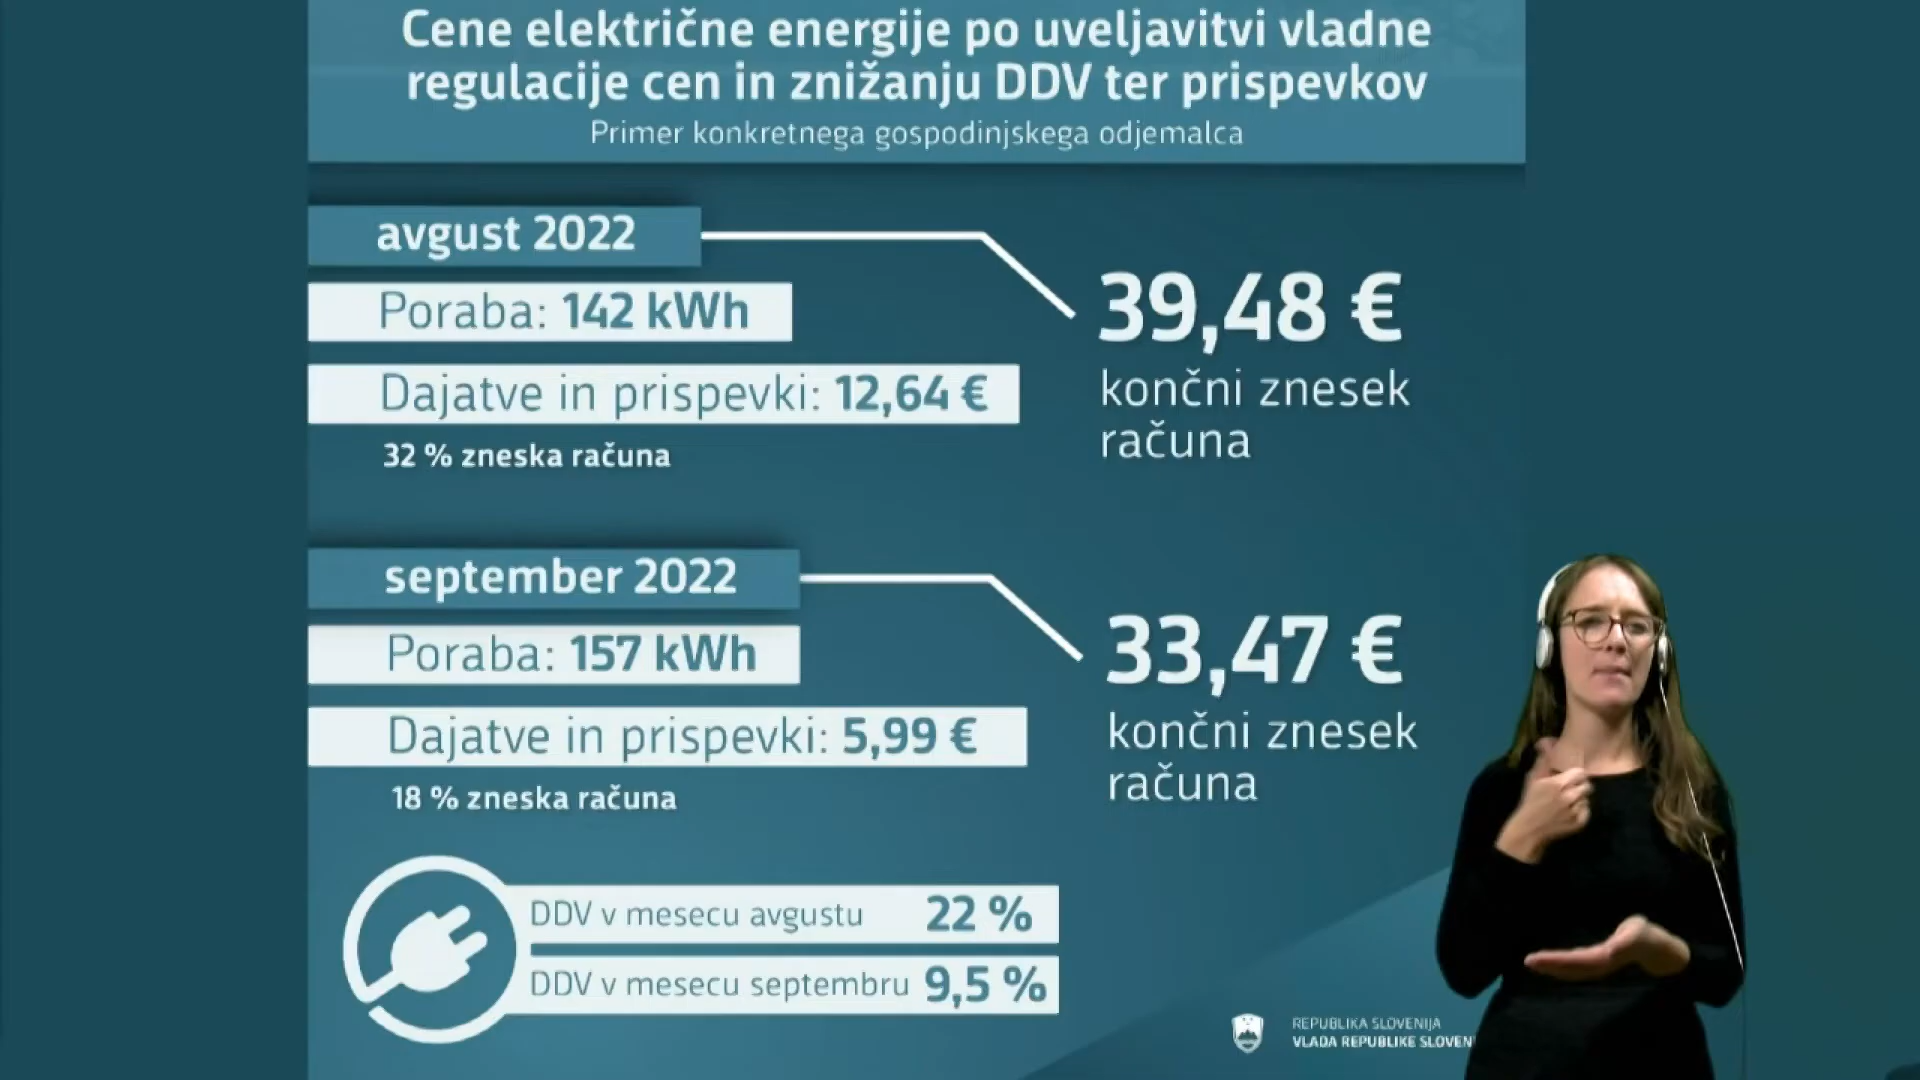 Cene električne energije po uveljavitvi vladne
regulacije cen in znižanju DDV ter prispevkov
Primer konkretnega gospodinjskega odjemalca
avgust 2022
Poraba: 142 kWh
Dajatve in prispevki: 12,64 €
32 % zneska računa
39,48 €
končni znesek
računa
september 2022
Poraba: 157 kWh
Dajatve in prispevki: 5,99 €
18 % zneska računa
33,47 €
končni znesek
računa
DDV v mesecu avgustu 22 %
DDV v mesecu septembru 9,5 %
REPUBLIKA SLOVENIJA
VLADA REPUBLIKE SLOVEN